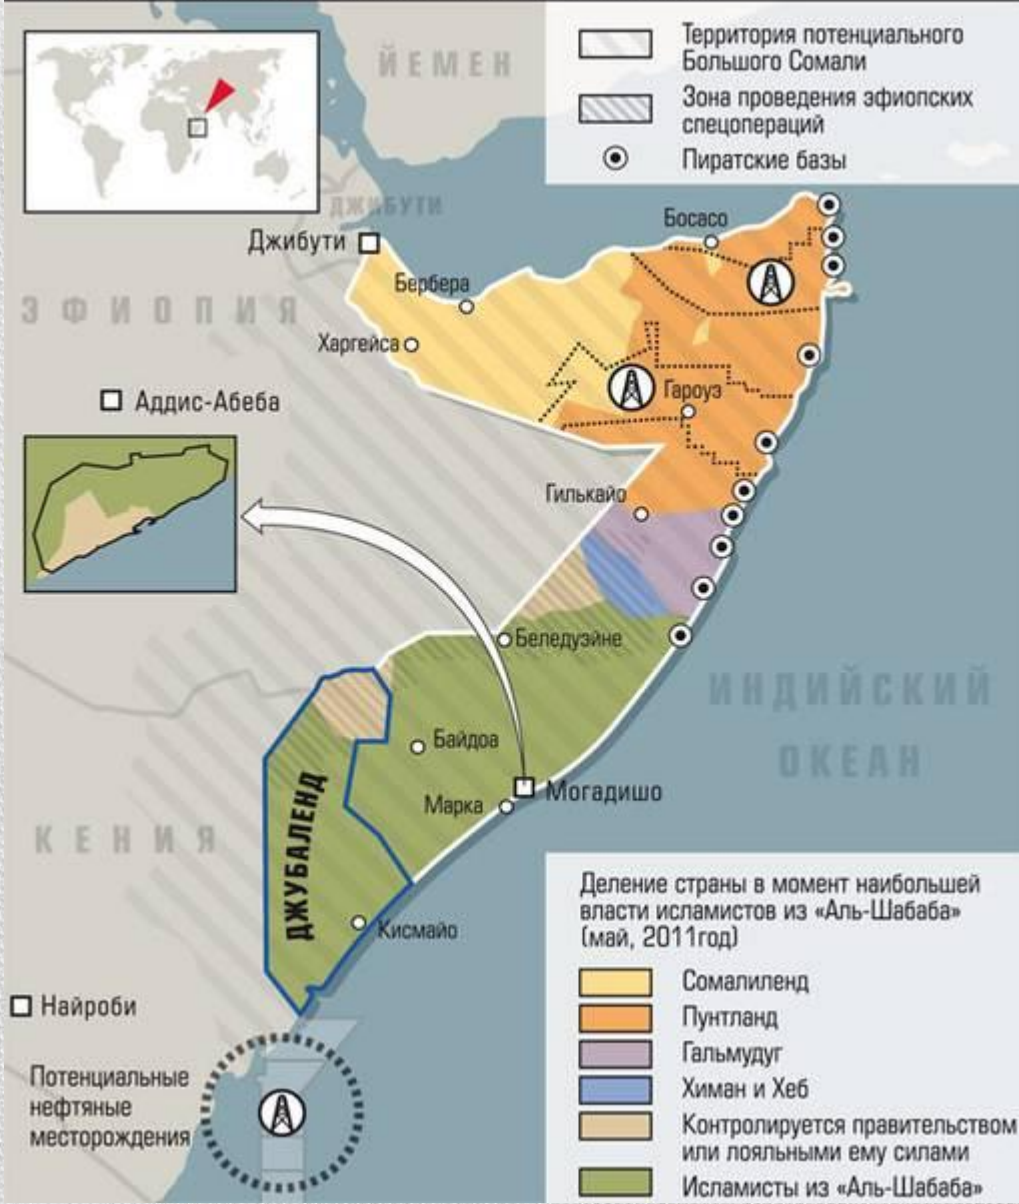 ЙЕМЕН
Территория потенциального
Большого Сомали
Зона проведения эфиопских
спецопераций
Пиратские базы
ДЖИБУТИ
Джибути
Босасо
Бербера
ЭФИОПИЯ
Харгейса
Аддис-Абеба
Гароуэ
Гилькайо
Беледуэйне
ИНДИЙСКИЙ
ОКЕАН
Байдоа
Могадишо
Марка
ДЖУБАЛЕНД
КЕНИЯ
Кисмайо
Найроби
Потенциальные
нефтяные
месторождения
Деление страны в момент наибольшей
власти исламистов из «Аль-Шабаба»
(май, 2011год)
Сомалиленд
Пунтланд
Гальмудуг
Химан и Хеб
Контролируется правительством
или лояльными ему силами
Исламисты из «Аль-Шабаба»